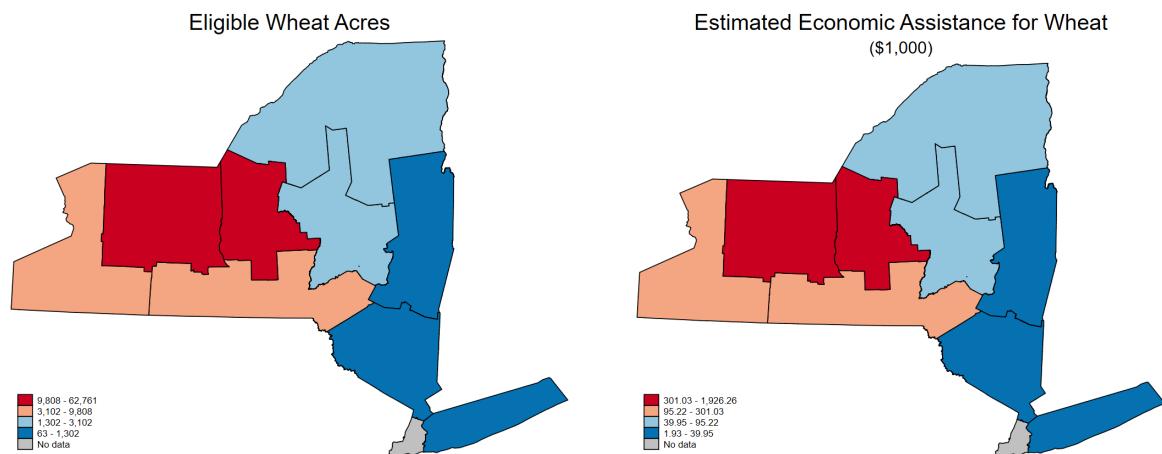 Eligible Wheat Acres
9,808 - 62,761
3,102 - 9,808
1,302 - 3,102
63 - 1,302
No data
Estimated Economic Assistance for Wheat
($1,000)
301.03 - 1,926.26
95.22 - 301.03
39.95 - 95.22
1.93 - 39.95
No data